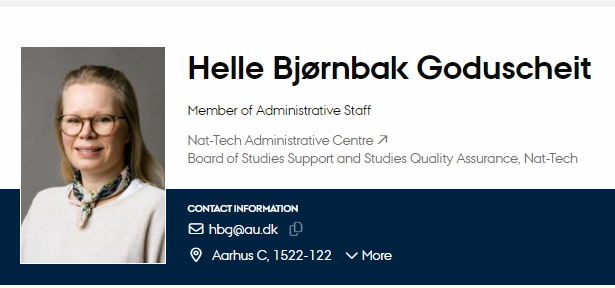 Helle Bjørnbak Goduscheit
Member of Administrative Staff
Nat-Tech Administrative Centre
Board of Studies Support and Studies Quality Assurance, Nat-Tech
CONTACT INFORMATION
hbg@au.dk
Aarhus C, 1522-122 More